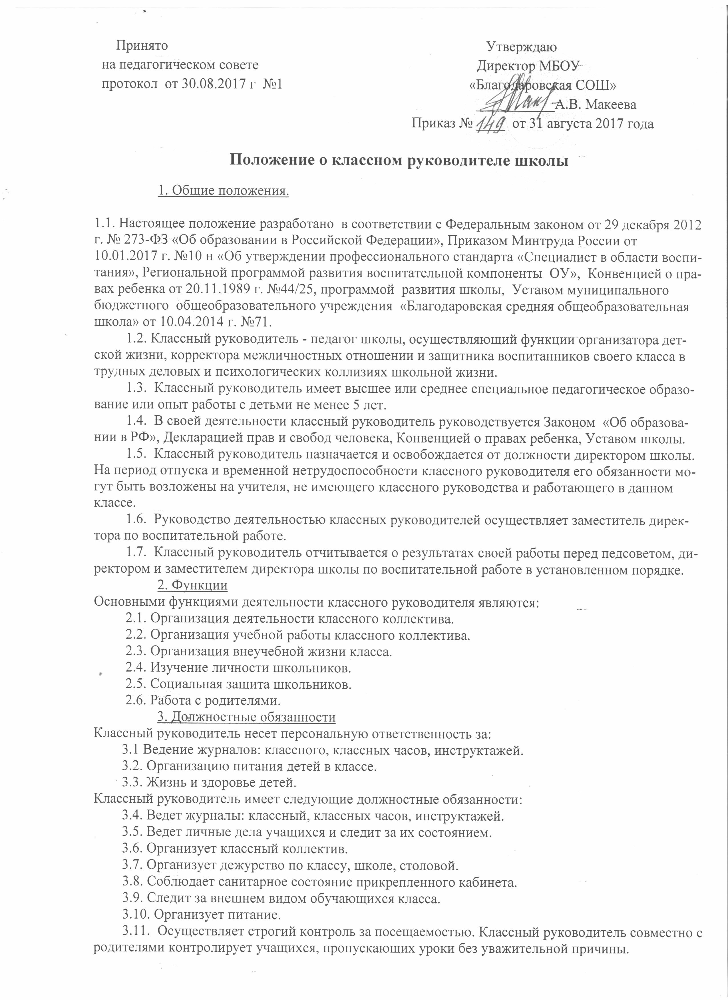 Принято
на педагогическом совете
протокол от 30.08.2017 г №1
Утверждаю
Директор МБОУ
«Благодаровская СОШ»
А.В. Макеева
Приказ № 149 от 31 августа 2017 года
Положение о классном руководителе школы
1. Общие положения.
1.1. Настоящее положение разработано в соответствии с Федеральным законом от 29 декабря 2012
г. № 273-ФЗ «Об образовании в Российской Федерации», Приказом Минтруда России от
10.01.2017 г. №10 н «Об утверждении профессионального стандарта «Специалист в области воспи-
тания», Региональной программой развития воспитательной компоненты ОУ», Конвенцией о пра-
вах ребенка от 20.11.1989 г. №44/25, программой развития школы, Уставом муниципального
бюджетного общеобразовательного учреждения «Благодаровская средняя общеобразовательная
школа» от 10.04.2014 г. №71.
1.2. Классный руководитель - педагог школы, осуществляющий функции организатора дет-
ской жизни, корректора межличностных отношении и защитника воспитанников своего класса в
трудных деловых и психологических коллизиях школьной жизни.
1.3. Классный руководитель имеет высшее или среднее специальное педагогическое образо-
вание или опыт работы с детьми не менее 5 лет.
1.4. В своей деятельности классный руководитель руководствуется Законом «Об образова-
нии в РФ», Декларацией прав и свобод человека, Конвенцией о правах ребенка, Уставом школы.
1.5. Классный руководитель назначается и освобождается от должности директором школы.
На период отпуска и временной нетрудоспособности классного руководителя его обязанности мо-
гут быть возложены на учителя, не имеющего классного руководства и работающего в данном
классе.
1.6. Руководство деятельностью классных руководителей осуществляет заместитель дирек-
тора по воспитательной работе.
1.7. Классный руководитель отчитывается о результатах своей работы перед педсоветом, ди-
ректором и заместителем директора школы по воспитательной работе в установленном порядке.
2. Функции
Основными функциями деятельности классного руководителя являются:
2.1. Организация деятельности классного коллектива.
2.2. Организация учебной работы классного коллектива.
2.3. Организация внеучебной жизни класса.
2.4. Изучение личности школьников.
2.5. Социальная защита школьников.
2.6. Работа с родителями.
3. Должностные обязанности
Классный руководитель несет персональную ответственность за:
3.1 Ведение журналов: классного, классных часов, инструктажей.
3.2. Организацию питания детей в классе.
3.3. Жизнь и здоровье детей.
Классный руководитель имеет следующие должностные обязанности:
3.4. Ведет журналы: классный, классных часов, инструктажей.
3.5. Ведет личные дела учащихся и следит за их состоянием.
3.6. Организует классный коллектив.
3.7. Организует дежурство по классу, школе, столовой.
3.8. Соблюдает санитарное состояние прикрепленного кабинета.
3.9. Следит за внешнем видом обучающихся класса.
3.10. Организует питание.
3.11. Осуществляет строгий контроль за посещаемостью. Классный руководитель совместно с
родителями контролирует учащихся, пропускающих уроки без уважительной причины.